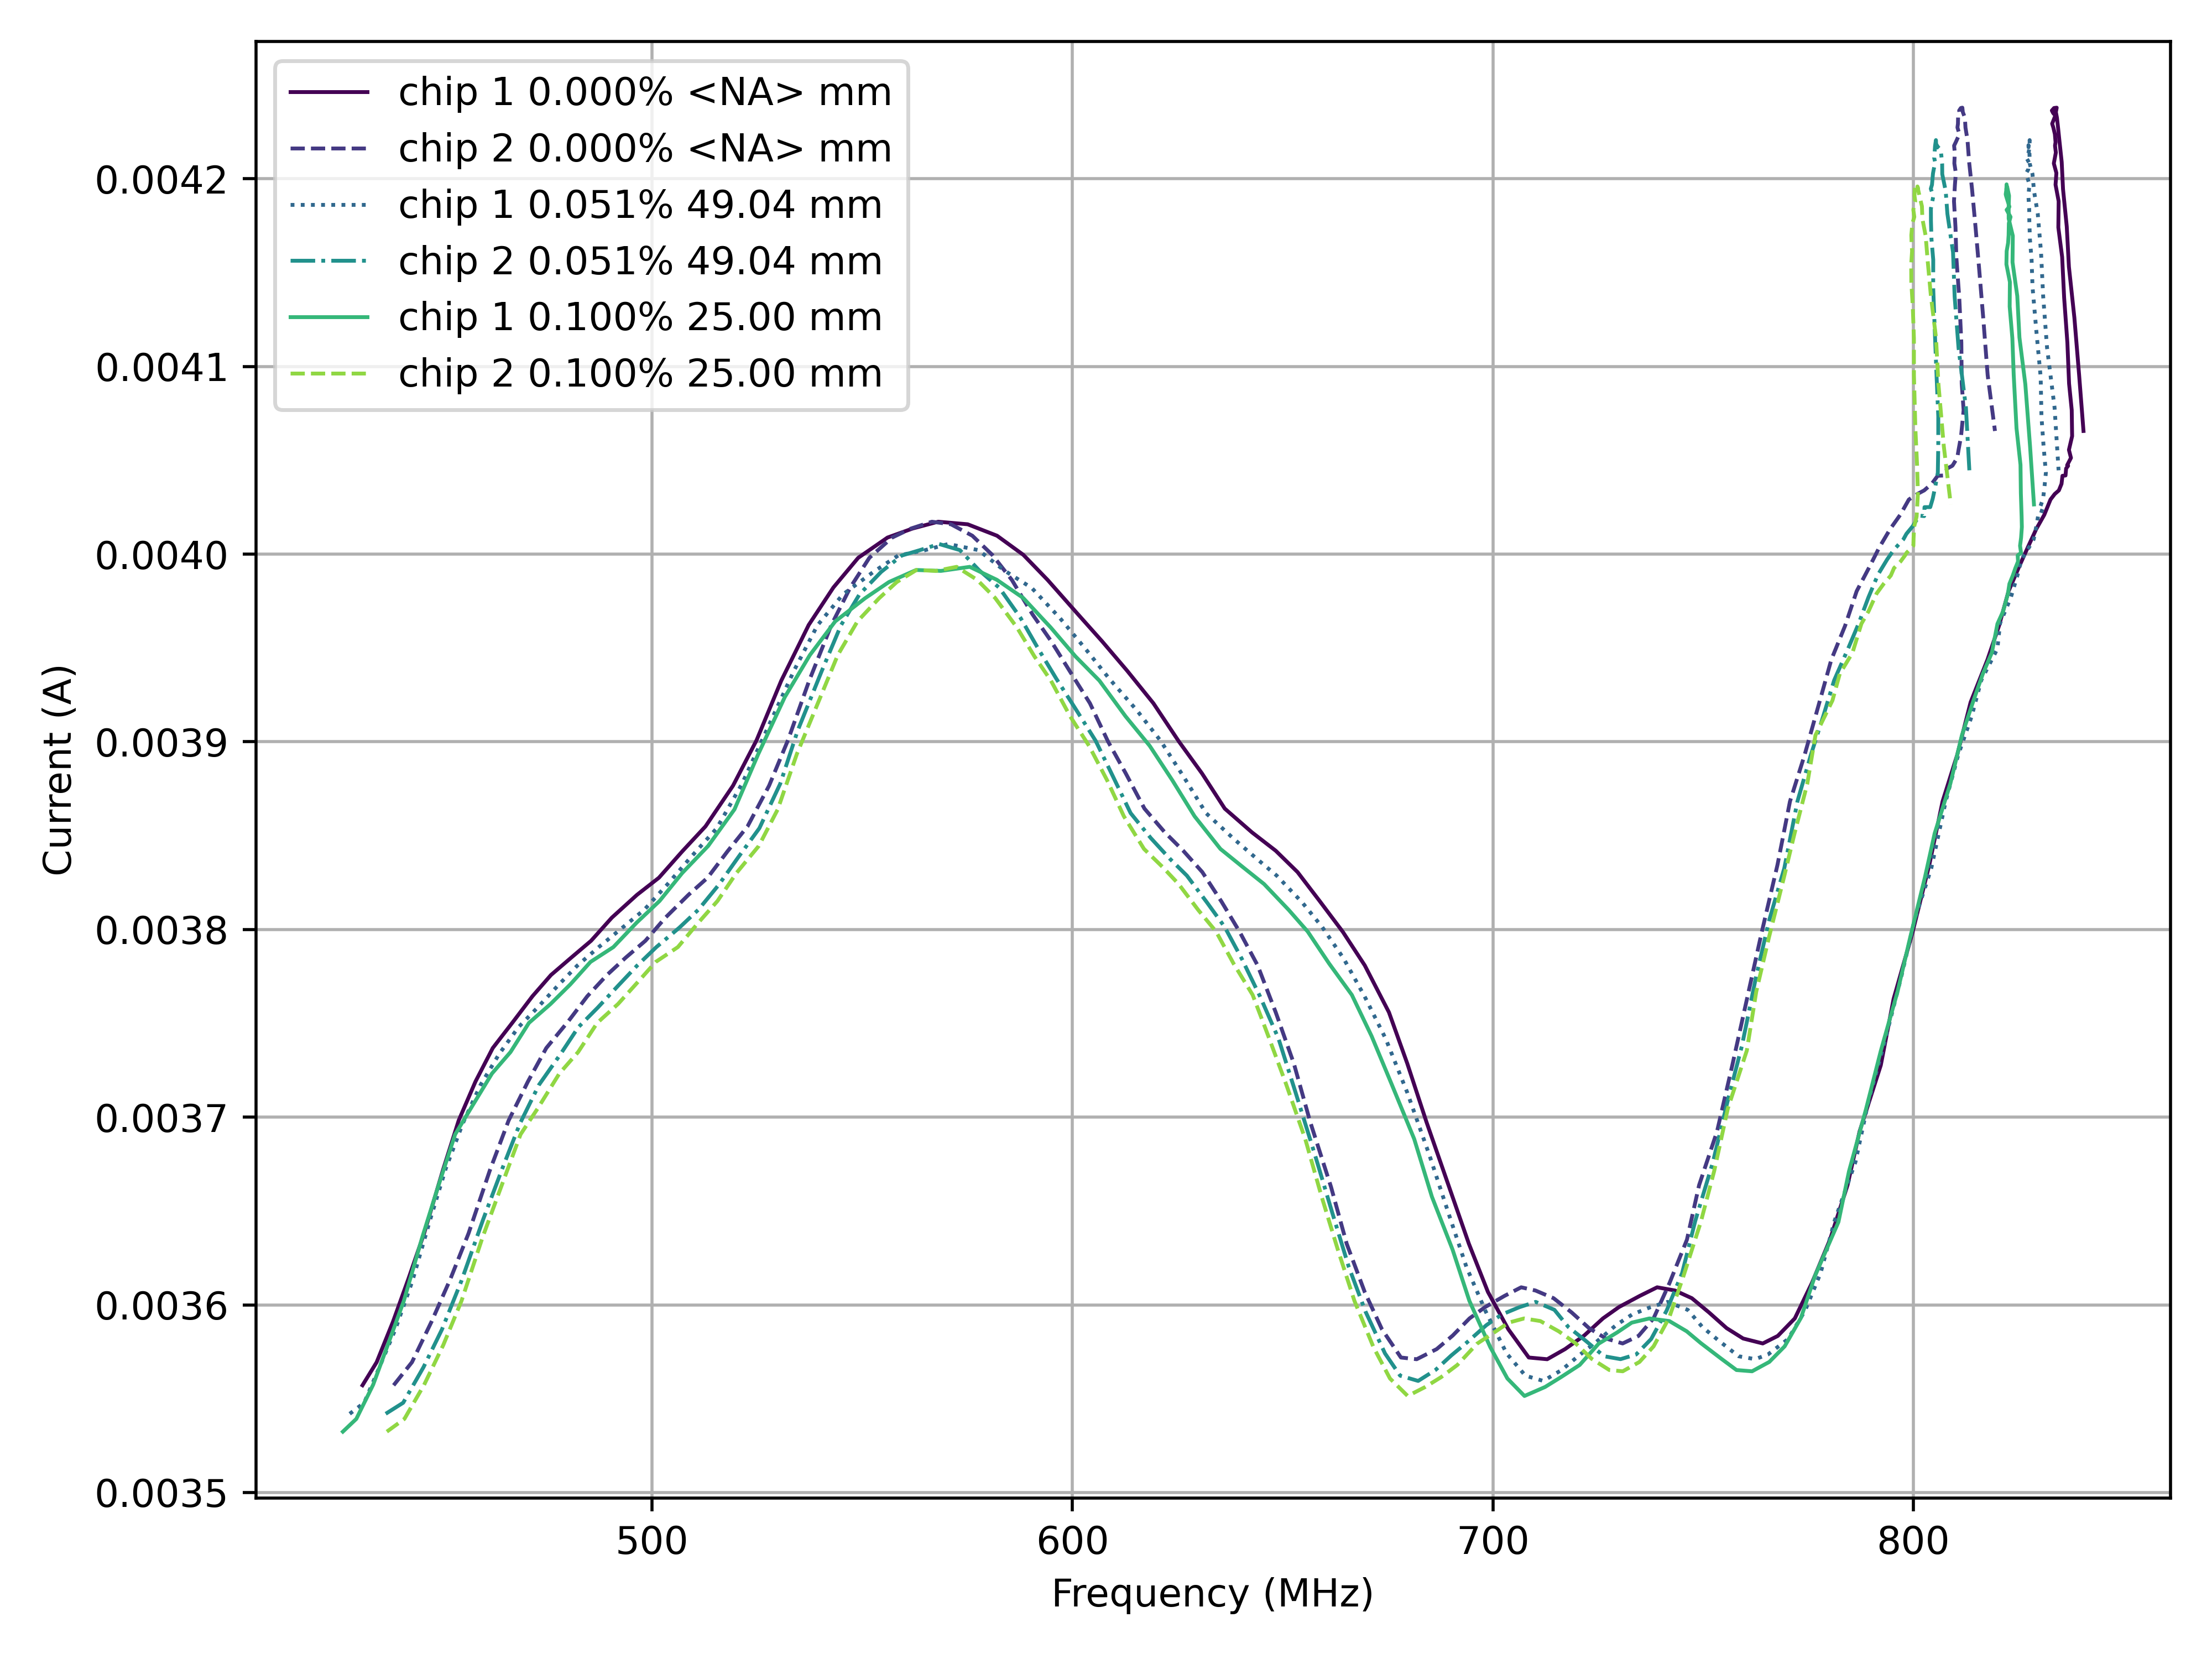 chip 1 0.000% <NA> mm
chip 2 0.000% <NA> mm
chip 1 0.051% 49.04 mm
chip 2 0.051% 49.04 mm
chip 1 0.100% 25.00 mm
chip 2 0.100% 25.00 mm
0.0042
0.0041
0.0040
0.0039
0.0038
0.0037
0.0036
0.0035
Current (A)
500 600 700 800
Frequency (MHz)